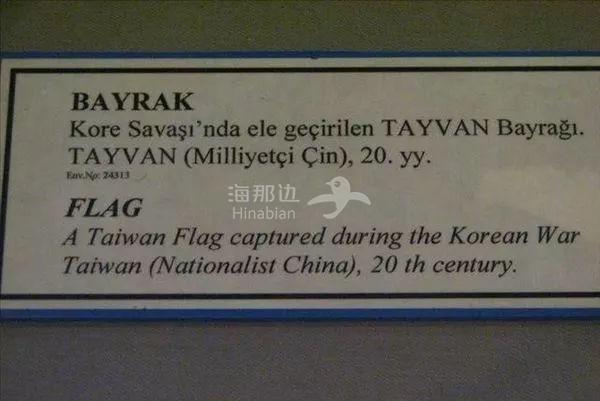 BAYRAK
Kore Savaşı'nda ele geçirilen TAYVAN Bayrağı.
TAYVAN (Milliyetçi Çin), 20. yy.
Env.No: 24313
海那边
Hinabian
FLAG
A Taiwan Flag captured during the Korean War
Taiwan (Nationalist China), 20 th century.